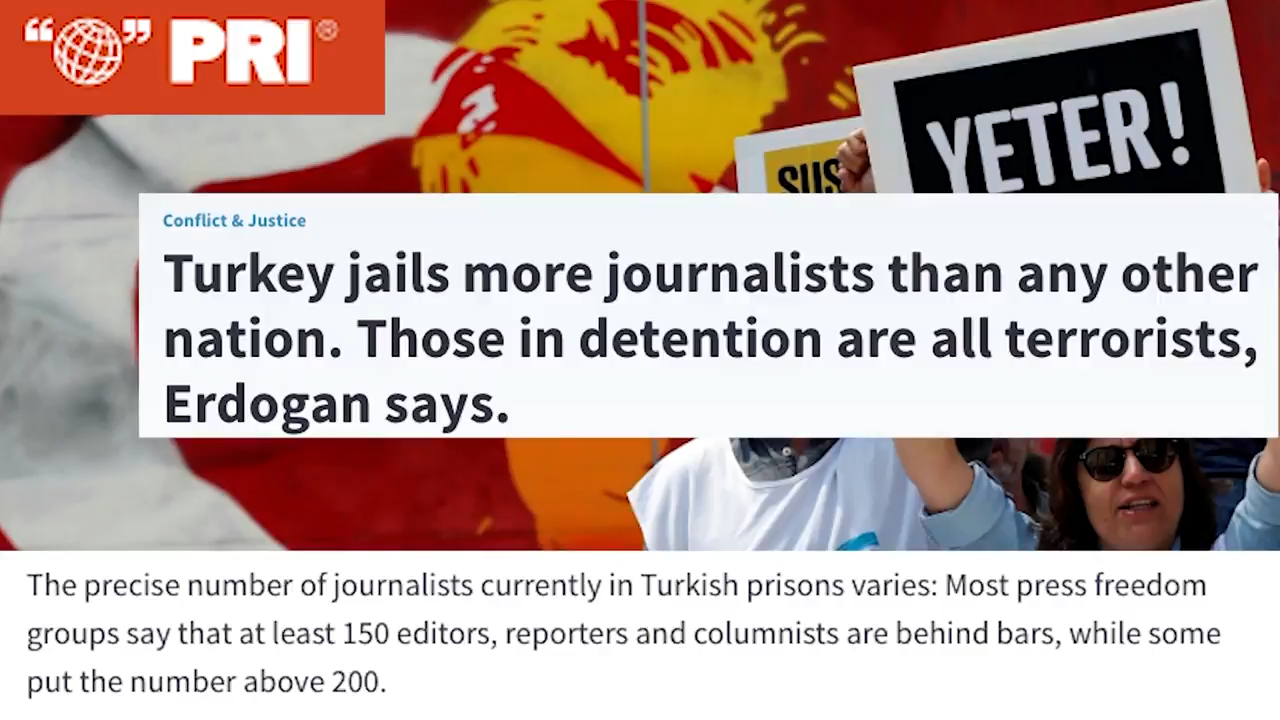 “ ” PRI®
YETER!
SUS
Conflict & Justice
Turkey jails more journalists than any other
nation. Those in detention are all terrorists,
Erdogan says.
The precise number of journalists currently in Turkish prisons varies: Most press freedom
groups say that at least 150 editors, reporters and columnists are behind bars, while some
put the number above 200.